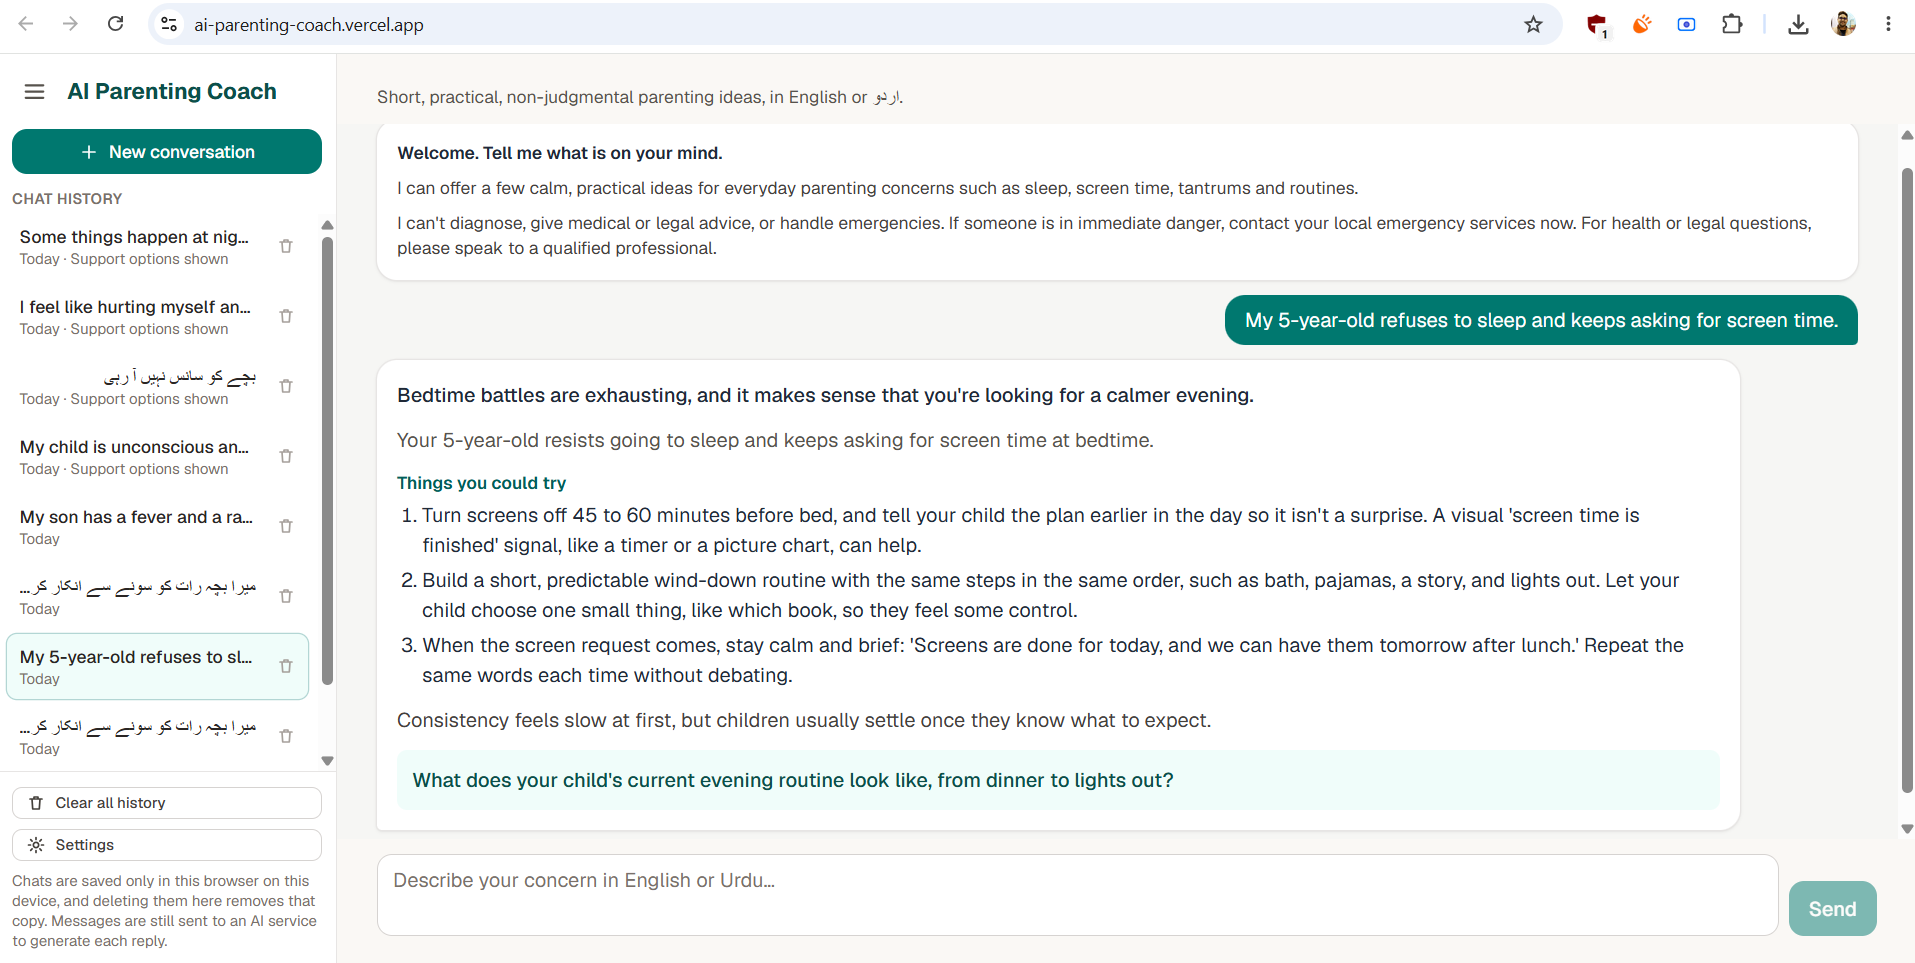 ai-parenting-coach.vercel.app
1
AI Parenting Coach
+ New conversation
CHAT HISTORY
Some things happen at nig...
Today · Support options shown
I feel like hurting myself an...
Today · Support options shown
بچے کو سانس نہیں آ رہی
Today · Support options shown
My child is unconscious an...
Today · Support options shown
My son has a fever and a ra...
Today
میرا بچہ رات کو سونے سے انکار کر...
Today
My 5-year-old refuses to sl...
Today
میرا بچہ رات کو سونے سے انکار کر...
Today
Clear all history
Settings
Chats are saved only in this browser on this
device, and deleting them here removes that
copy. Messages are still sent to an AI service
to generate each reply.
Short, practical, non-judgmental parenting ideas, in English or اردو.
Welcome. Tell me what is on your mind.
I can offer a few calm, practical ideas for everyday parenting concerns such as sleep, screen time, tantrums and routines.
I can't diagnose, give medical or legal advice, or handle emergencies. If someone is in immediate danger, contact your local emergency services now. For health or legal questions,
please speak to a qualified professional.
My 5-year-old refuses to sleep and keeps asking for screen time.
Bedtime battles are exhausting, and it makes sense that you're looking for a calmer evening.
Your 5-year-old resists going to sleep and keeps asking for screen time at bedtime.
Things you could try
1. Turn screens off 45 to 60 minutes before bed, and tell your child the plan earlier in the day so it isn't a surprise. A visual 'screen time is
finished' signal, like a timer or a picture chart, can help.
2. Build a short, predictable wind-down routine with the same steps in the same order, such as bath, pajamas, a story, and lights out. Let your
child choose one small thing, like which book, so they feel some control.
3. When the screen request comes, stay calm and brief: 'Screens are done for today, and we can have them tomorrow after lunch.' Repeat the
same words each time without debating.
Consistency feels slow at first, but children usually settle once they know what to expect.
What does your child's current evening routine look like, from dinner to lights out?
Describe your concern in English or Urdu...
Send